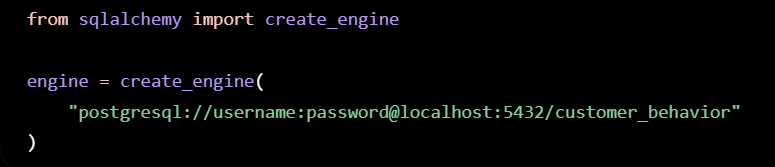 from sqlalchemy import create_engine
engine = create_engine(
    "postgresql://username:password@localhost:5432/customer_behavior"
)